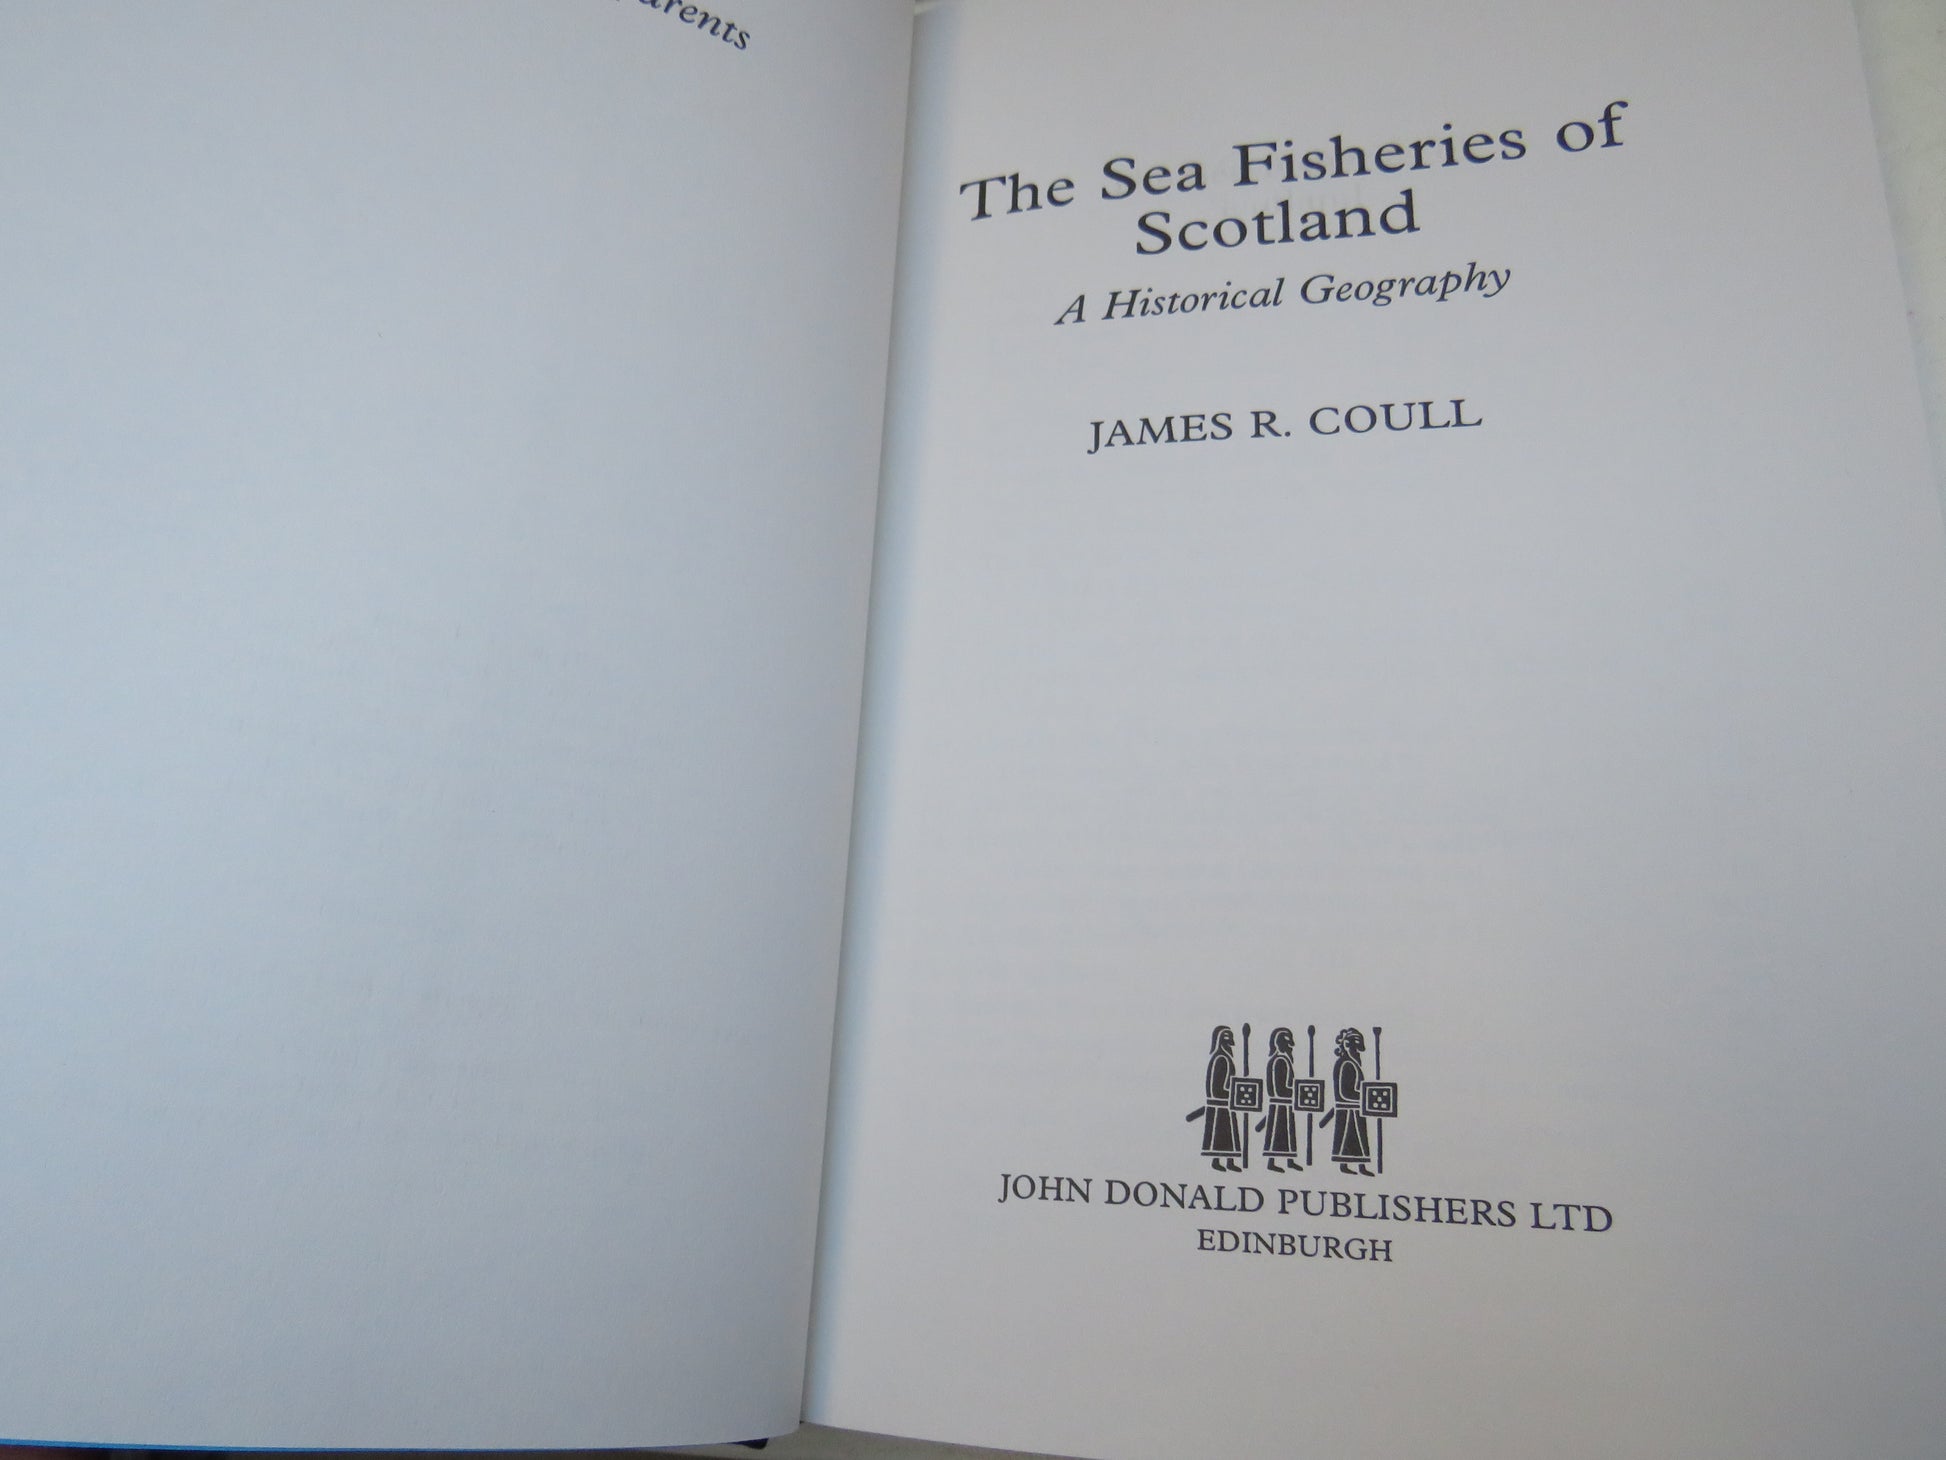 The Sea Fisheries of
Scotland
A Historical Geography
JAMES R. COULL
JOHN DONALD PUBLISHERS LTD
EDINBURGH